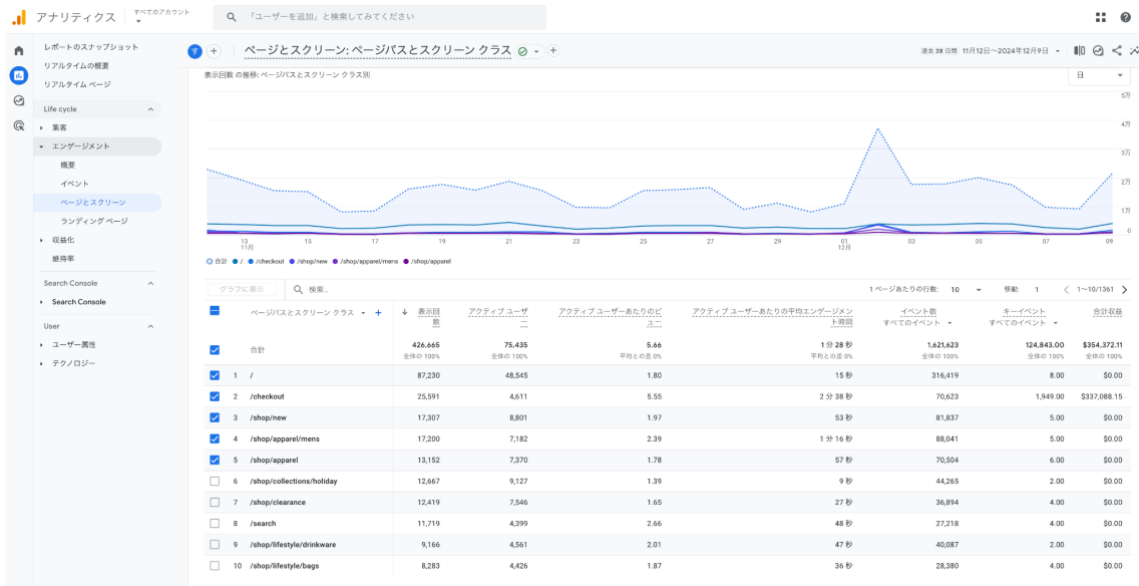 アナリティクス
すべてのアカウント
「ユーザーを追加」と検索してみてください
レポートのスナップショット
リアルタイムの概要
リアルタイム ページ
Life cycle
集客
エンゲージメント
概要
イベント
ページとスクリーン
ランディング ページ
収益化
維持率
Search Console
Search Console
User
ユーザー属性
テクノロジー
ページとスクリーン: ページパスとスクリーン クラス
過去 28 日間 11月12日～2024年12月9日
表示回数 の推移: ページパスとスクリーン クラス別
日
5万
4万
3万
2万
1万
0
13 15 17 19 21 23 25 27 29 01 03 05 07 09
11月 12月
合計 / /checkout /shop/new /shop/apparel/mens /shop/apparel
グラフに表示 検索… 1 ページあたりの行数: 10 移動: 1 1～10/1361
ページパスとスクリーン クラス + ↓ 表示回数 アクティブ ユーザー アクティブ ユーザーあたりのビュー アクティブ ユーザーあたりの平均エンゲージメント時間 イベント数 すべてのイベント キーイベント すべてのイベント 合計収益
合計 426,665 75,435 5.66 1 分 28 秒 1,621,623 124,843.00 $354,372.11
全体の 100% 全体の 100% 平均との差 0% 平均との差 0% 全体の 100% 全体の 100% 全体の 100%
1 / 87,230 48,545 1.80 15 秒 316,419 8.00 $0.00
2 /checkout 25,591 4,611 5.55 2 分 38 秒 70,623 1,949.00 $337,088.15
3 /shop/new 17,307 8,801 1.97 53 秒 81,837 5.00 $0.00
4 /shop/apparel/mens 17,200 7,182 2.39 1 分 16 秒 88,041 5.00 $0.00
5 /shop/apparel 13,152 7,370 1.78 57 秒 70,504 6.00 $0.00
6 /shop/collections/holiday 12,667 9,127 1.39 9 秒 44,265 2.00 $0.00
7 /shop/clearance 12,419 7,546 1.65 27 秒 36,894 4.00 $0.00
8 /search 11,719 4,399 2.66 48 秒 27,218 4.00 $0.00
9 /shop/lifestyle/drinkware 9,166 4,561 2.01 47 秒 40,087 2.00 $0.00
10 /shop/lifestyle/bags 8,283 4,426 1.87 36 秒 28,380 4.00 $0.00